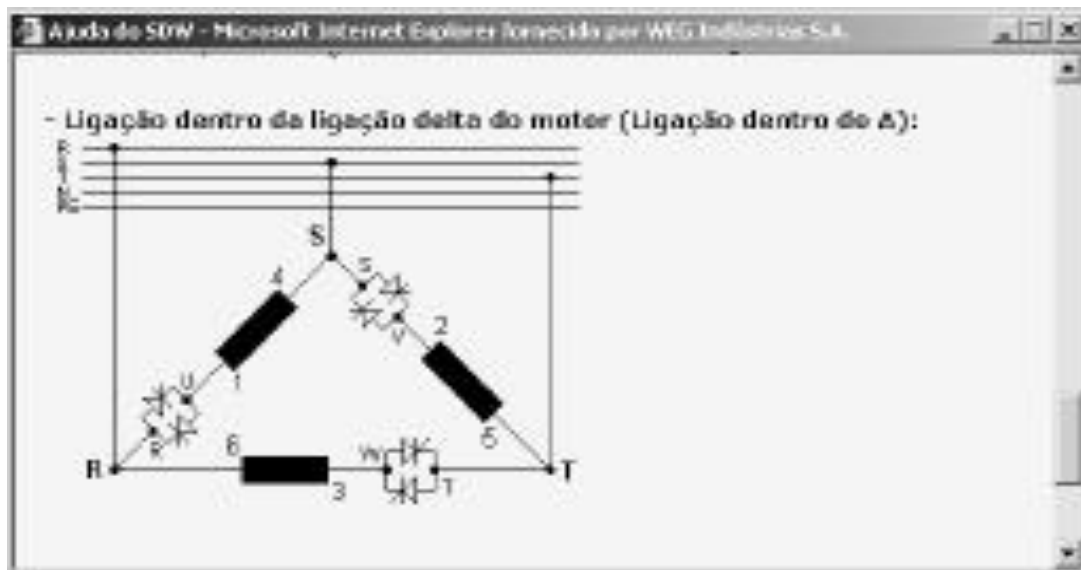 Ajuda do SDW - Microsoft Internet Explorer fornecida por WEG Indústrias S.A.
- Ligação dentro da ligação delta do motor (Ligação dentro do Δ):
S
4
S
V
2
U
1
R
5
R
6
3
W
T
T